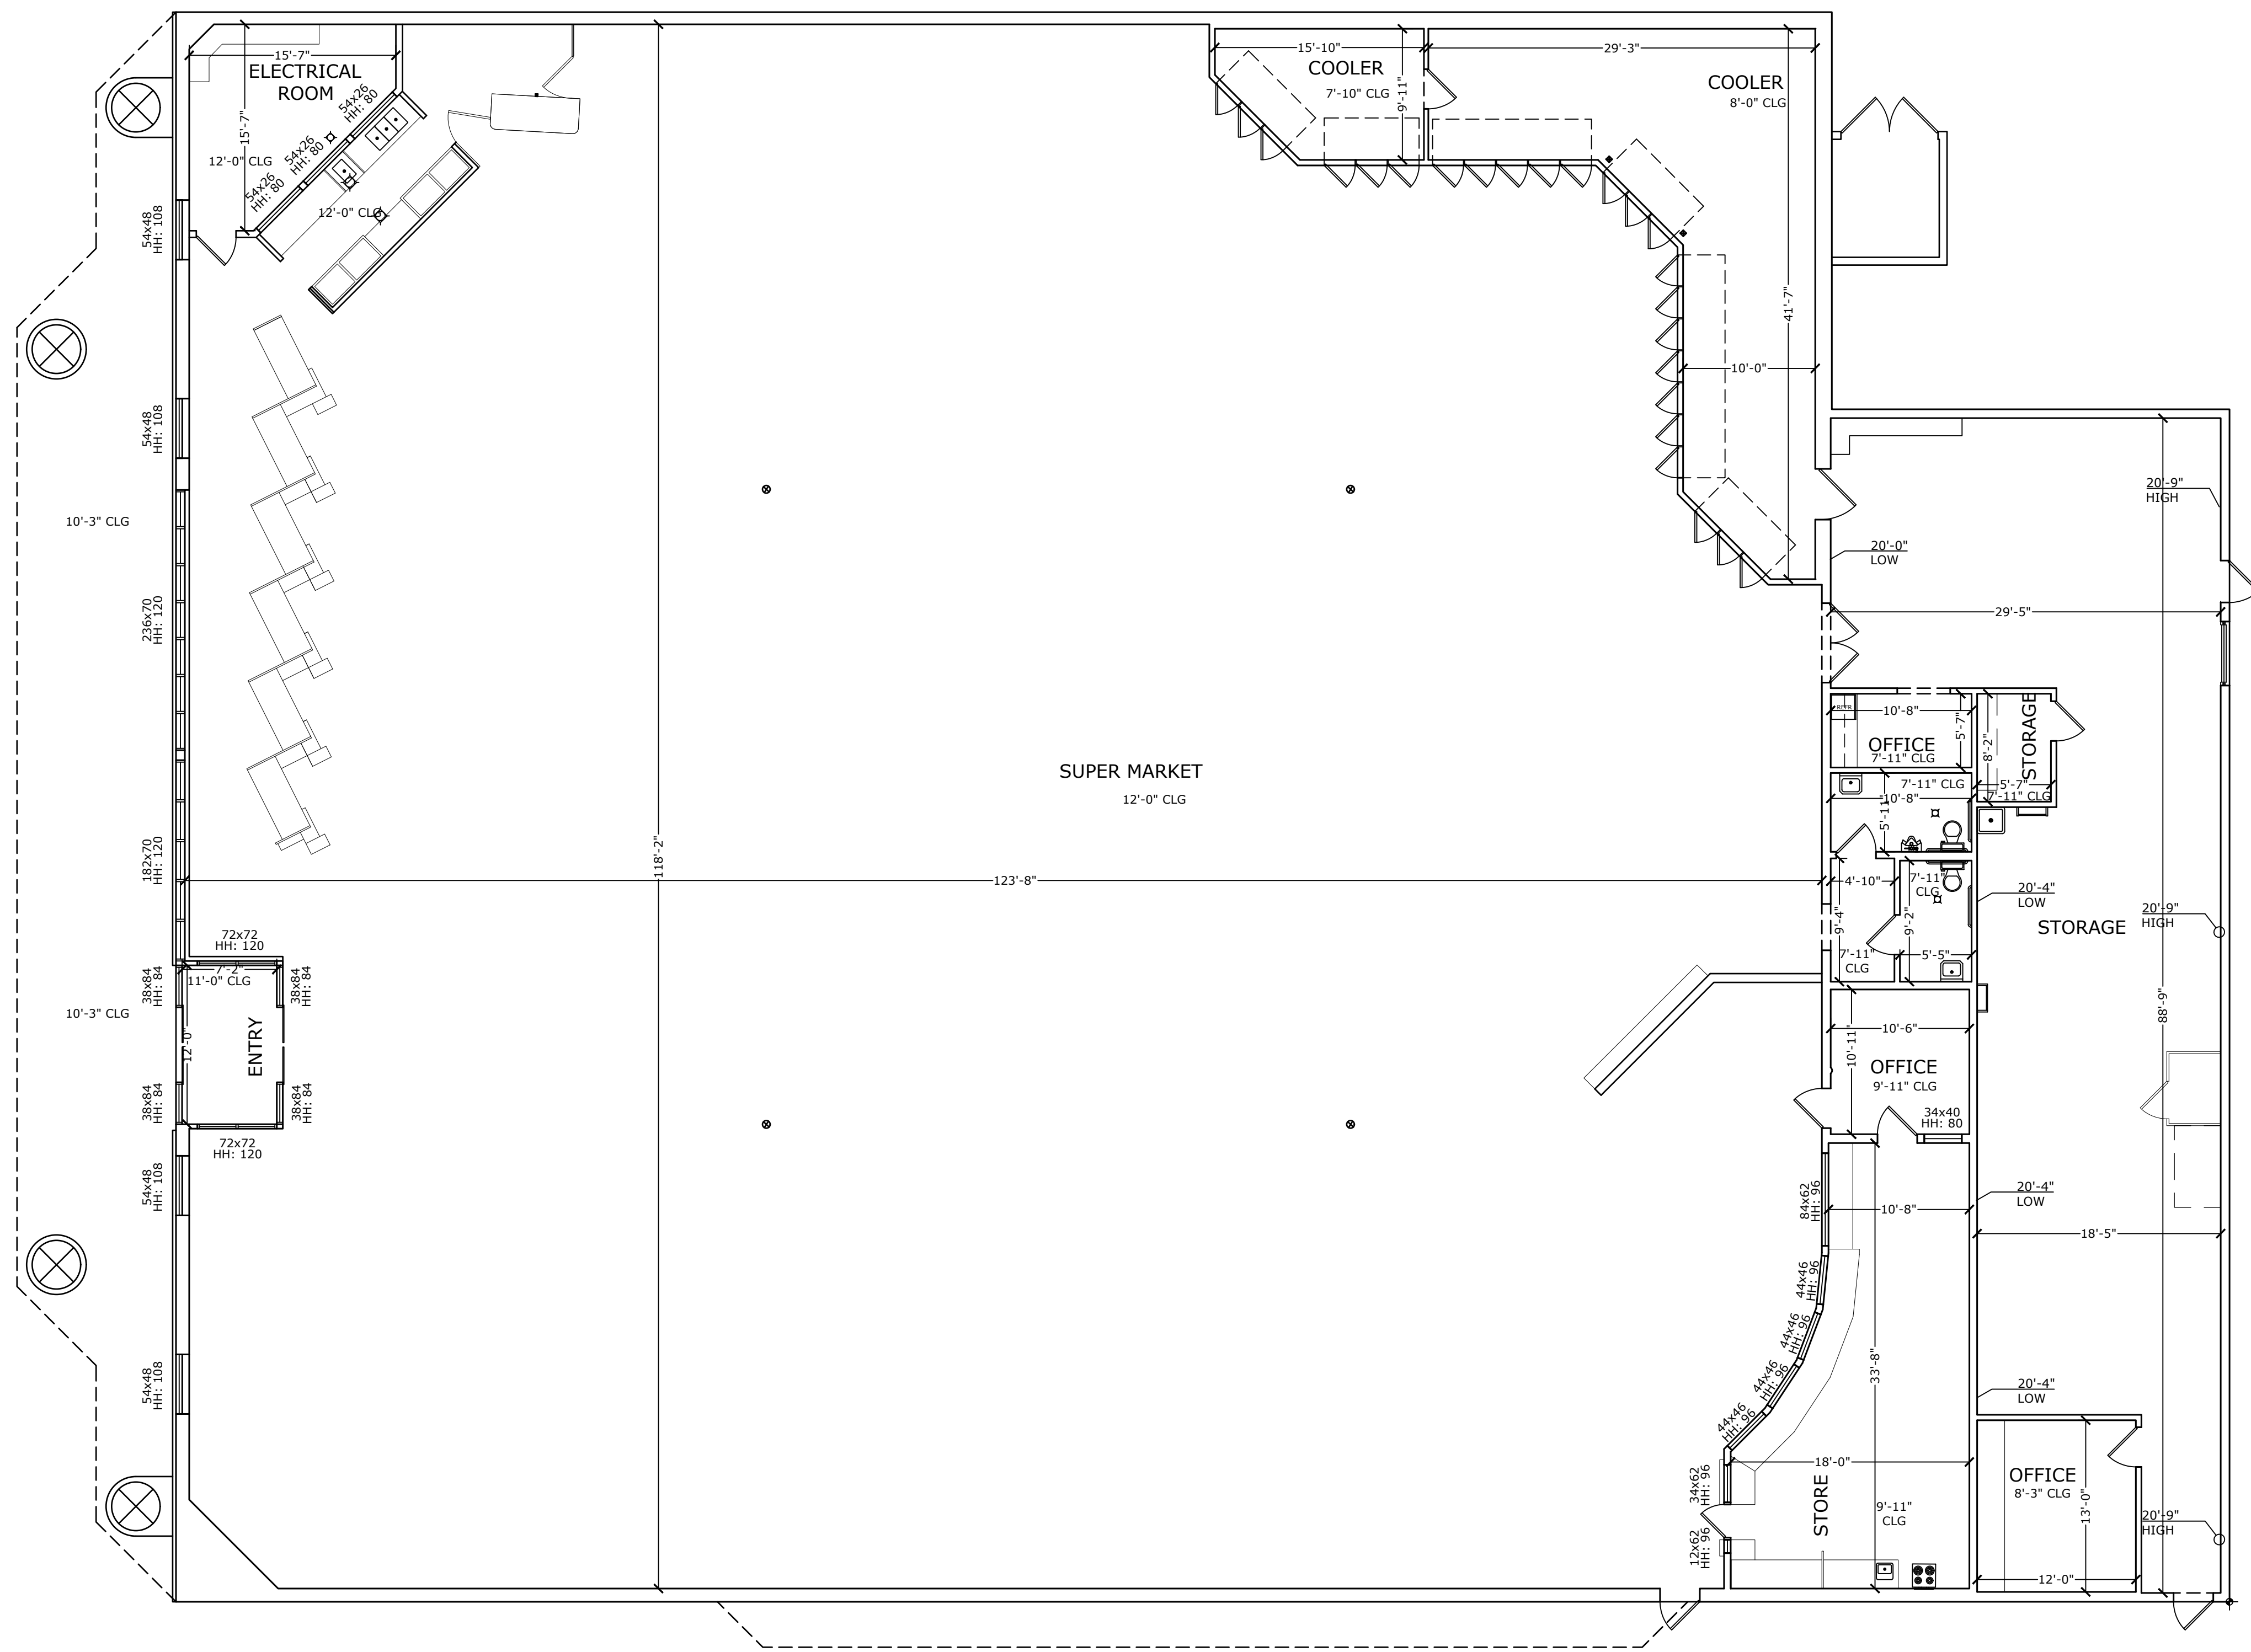 15'-7"
ELECTRICAL
ROOM
15'-7"
12'-0" CLG
54x26
HH: 80
54x26
HH: 80
54x26
HH: 80
12'-0" CLG
15'-10"
COOLER
7'-10" CLG
9'-11"
29'-3"
COOLER
8'-0" CLG
41'-7"
10'-0"
54x48
HH: 108
54x48
HH: 108
10'-3" CLG
236x70
HH: 120
182x70
HH: 120
20'-9"
HIGH
20'-0"
LOW
29'-5"
SUPER MARKET
12'-0" CLG
118'-2"
123'-8"
REFR
10'-8"
5'-7"
OFFICE
7'-11" CLG
8'-2"
STORAGE
5'-7"
7'-11" CLG
7'-11" CLG
10'-8"
5'-11"
4'-10"
7'-11"
CLG
9'-4"
9'-2"
7'-11"
CLG
5'-5"
20'-4"
LOW
STORAGE
20'-9"
HIGH
88'-9"
72x72
HH: 120
7'-2"
11'-0" CLG
38x84
HH: 84
38x84
HH: 84
10'-3" CLG
12'-0"
ENTRY
38x84
HH: 84
38x84
HH: 84
72x72
HH: 120
54x48
HH: 108
54x48
HH: 108
10'-6"
10'-11"
OFFICE
9'-11" CLG
34x40
HH: 80
84x62
HH: 96
10'-8"
20'-4"
LOW
18'-5"
44x46
HH: 96
44x46
HH: 96
44x46
HH: 96
44x46
HH: 96
33'-8"
20'-4"
LOW
18'-0"
34x62
HH: 96
STORE
9'-11"
CLG
12x62
HH: 96
OFFICE
8'-3" CLG
13'-0"
12'-0"
20'-9"
HIGH